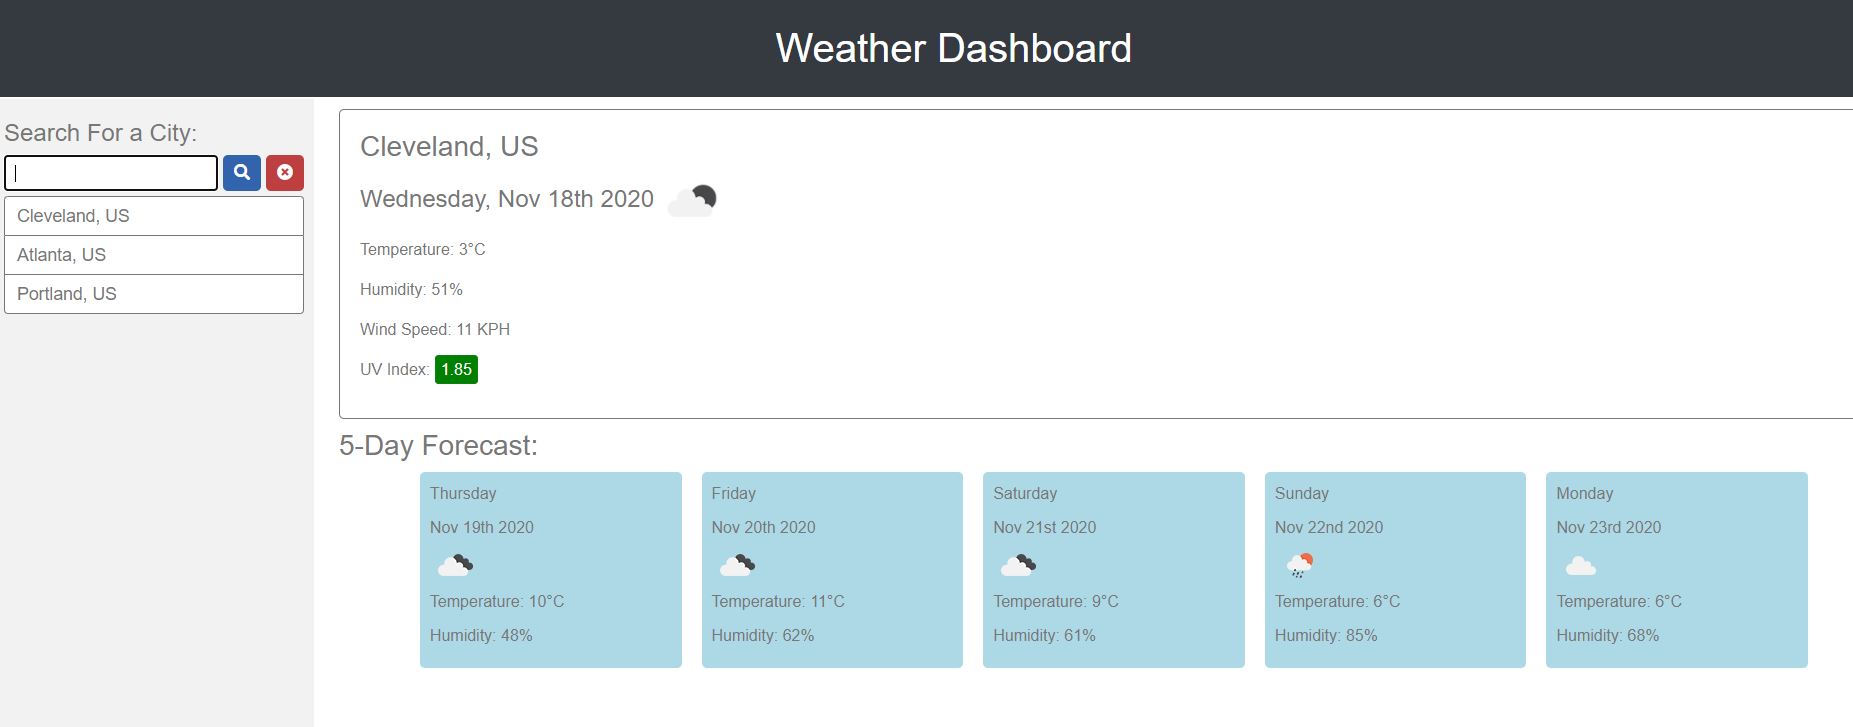 Weather Dashboard
Search For a City:
Cleveland, US
Atlanta, US
Portland, US
Cleveland, US
Wednesday, Nov 18th 2020
Temperature: 3°C
Humidity: 51%
Wind Speed: 11 KPH
UV Index: 1.85
5-Day Forecast:
Thursday
Nov 19th 2020
Temperature: 10°C
Humidity: 48%
Friday
Nov 20th 2020
Temperature: 11°C
Humidity: 62%
Saturday
Nov 21st 2020
Temperature: 9°C
Humidity: 61%
Sunday
Nov 22nd 2020
Temperature: 6°C
Humidity: 85%
Monday
Nov 23rd 2020
Temperature: 6°C
Humidity: 68%